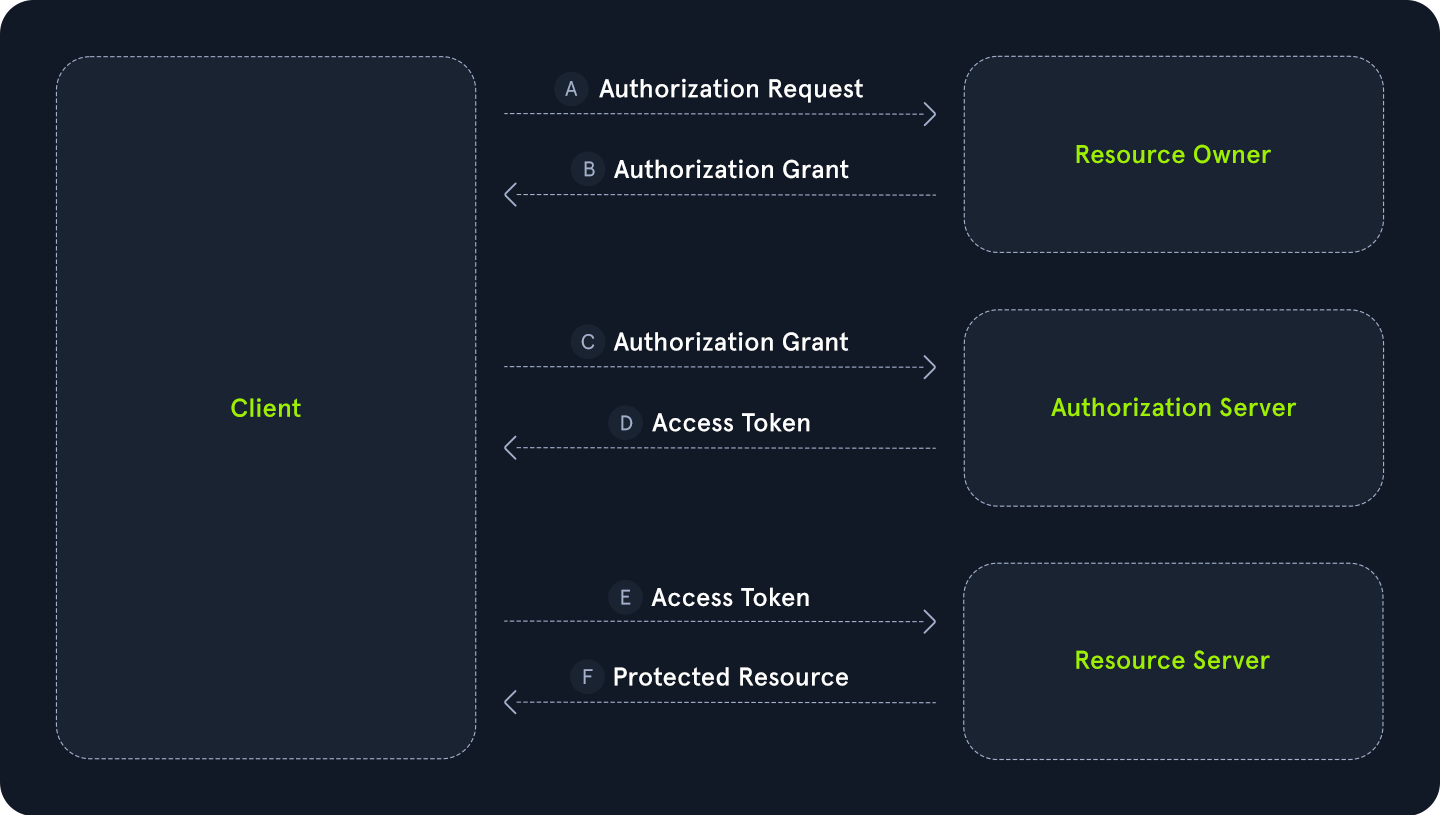 A Authorization Request
B Authorization Grant
Resource Owner
C Authorization Grant
Client
D Access Token
Authorization Server
E Access Token
F Protected Resource
Resource Server